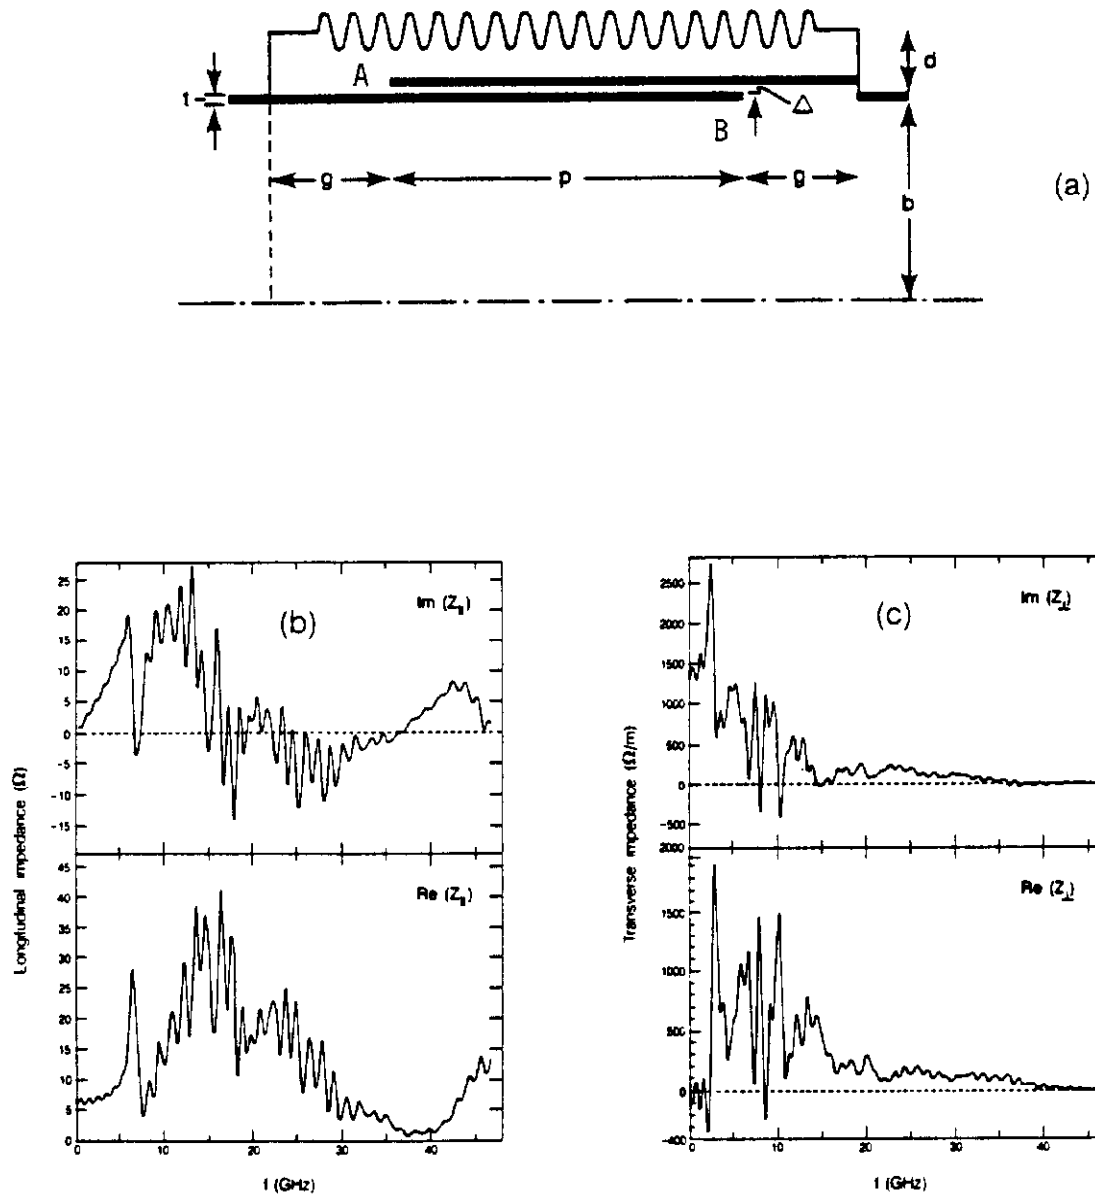 A
d
t
Δ
B
g
p
g
b
(a)
25
20
15
10
5
0
-5
-10
-15
Im (Z∥)
(b)
45
40
35
30
25
20
15
10
5
0
Re (Z∥)
Longitudinal impedance (Ω)
0
10
20
30
40
f (GHz)
2500
2000
1500
1000
500
0
-500
Im (Z⊥)
(c)
2000
1500
1000
500
0
-400
Re (Z⊥)
Transverse impedance (Ω/m)
0
10
20
30
40
f (GHz)